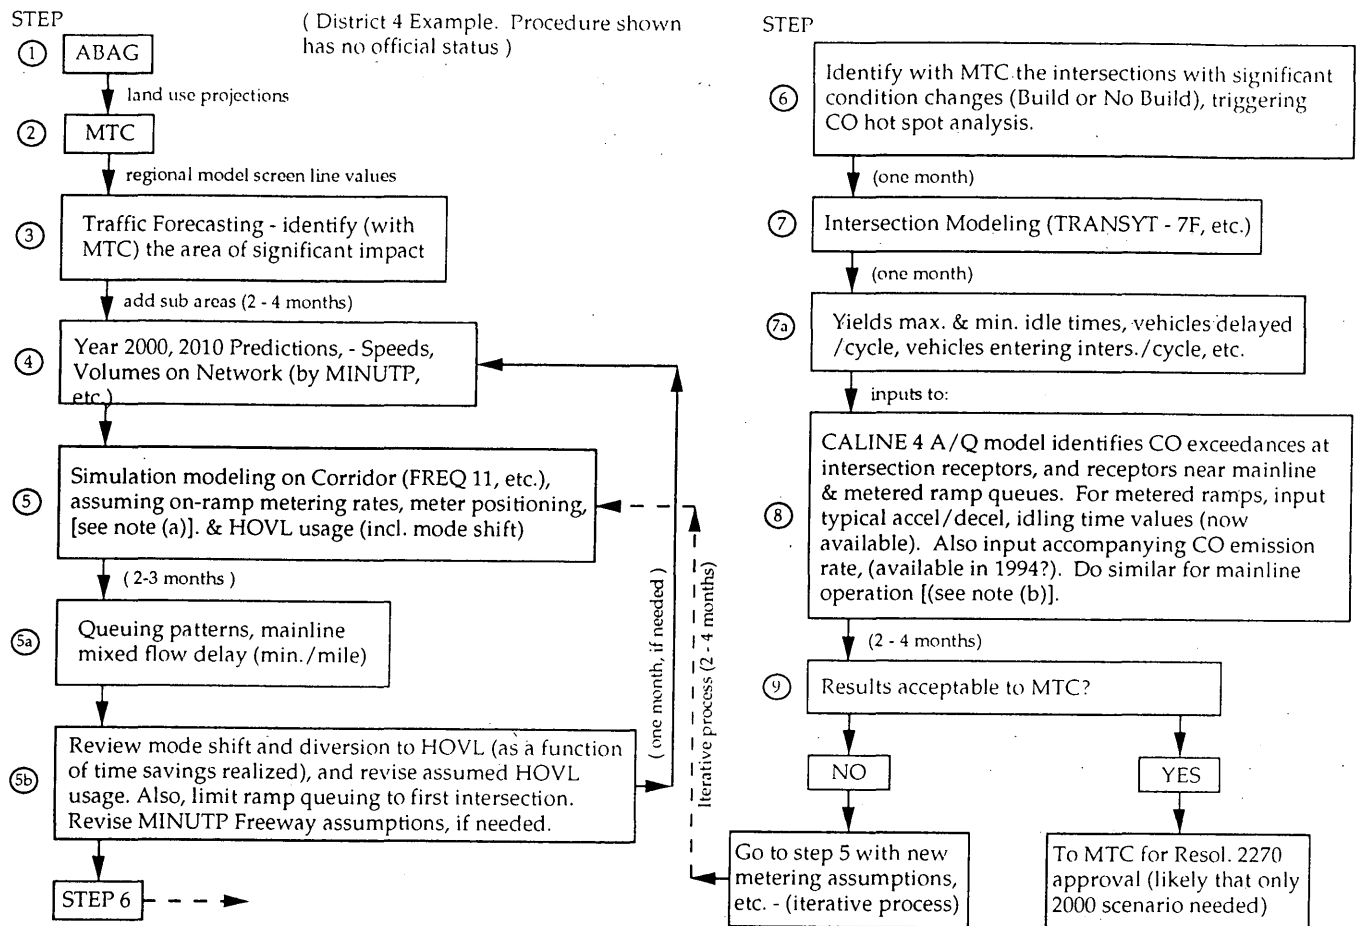 STEP
( District 4 Example. Procedure shown
has no official status )
1
ABAG
land use projections
2
MTC
regional model screen line values
3
Traffic Forecasting - identify (with
MTC) the area of significant impact
add sub areas (2 - 4 months)
4
Year 2000, 2010 Predictions, - Speeds,
Volumes on Network (by MINUTP,
etc.)
5
Simulation modeling on Corridor (FREQ 11, etc.),
assuming on-ramp metering rates, meter positioning,
[see note (a)]. & HOVL usage (incl. mode shift)
(2-3 months )
5a
Queuing patterns, mainline
mixed flow delay (min./mile)
5b
Review mode shift and diversion to HOVL (as a function
of time savings realized), and revise assumed HOVL
usage. Also, limit ramp queuing to first intersection.
Revise MINUTP Freeway assumptions, if needed.
STEP 6
(one month, if needed )
Iterative process (2 - 4 months)
STEP
6
Identify with MTC the intersections with significant
condition changes (Build or No Build), triggering
CO hot spot analysis.
(one month)
7
Intersection Modeling (TRANSYT - 7F, etc.)
(one month)
7a
Yields max. & min. idle times, vehicles delayed
/cycle, vehicles entering inters./cycle, etc.
inputs to:
8
CALINE 4 A/Q model identifies CO exceedances at
intersection receptors, and receptors near mainline
& metered ramp queues. For metered ramps, input
typical accel/decel, idling time values (now
available). Also input accompanying CO emission
rate, (available in 1994?). Do similar for mainline
operation [(see note (b)].
(2 - 4 months)
9
Results acceptable to MTC?
NO
YES
Go to step 5 with new
metering assumptions,
etc. - (iterative process)
To MTC for Resol. 2270
approval (likely that only
2000 scenario needed)